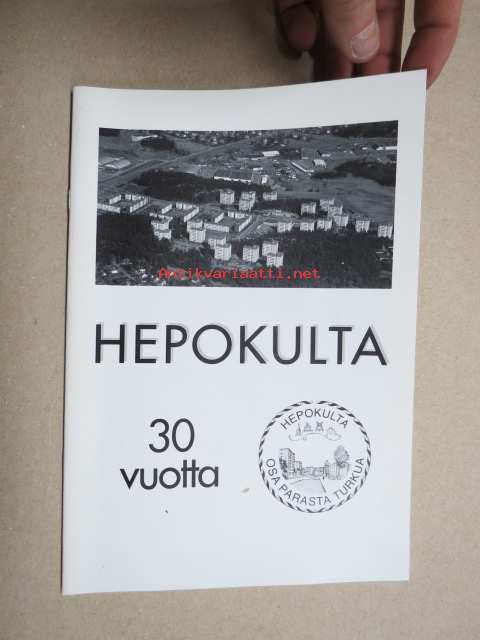 Antikvariaatti.net
HEPOKULTA
30
vuotta
HEPOKULTA
OSA PARASTA TURKUA